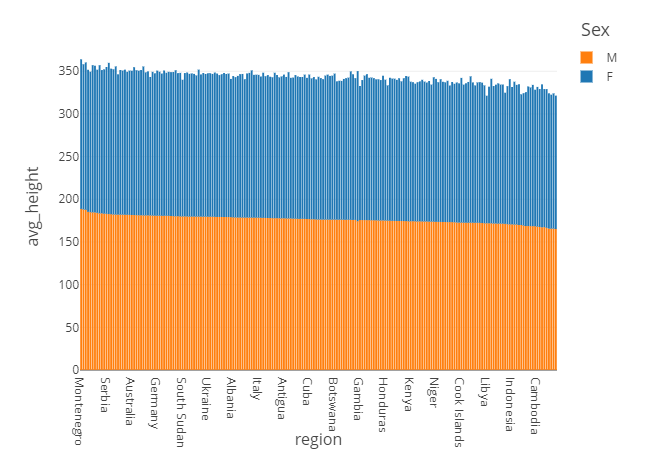 Sex
M
F
avg_height
350
300
250
200
150
100
50
0
Montenegro
Serbia
Australia
Germany
South Sudan
Ukraine
Albania
Italy
Antigua
Cuba
Botswana
Gambia
Honduras
Kenya
Niger
Cook Islands
Libya
Indonesia
Cambodia
region